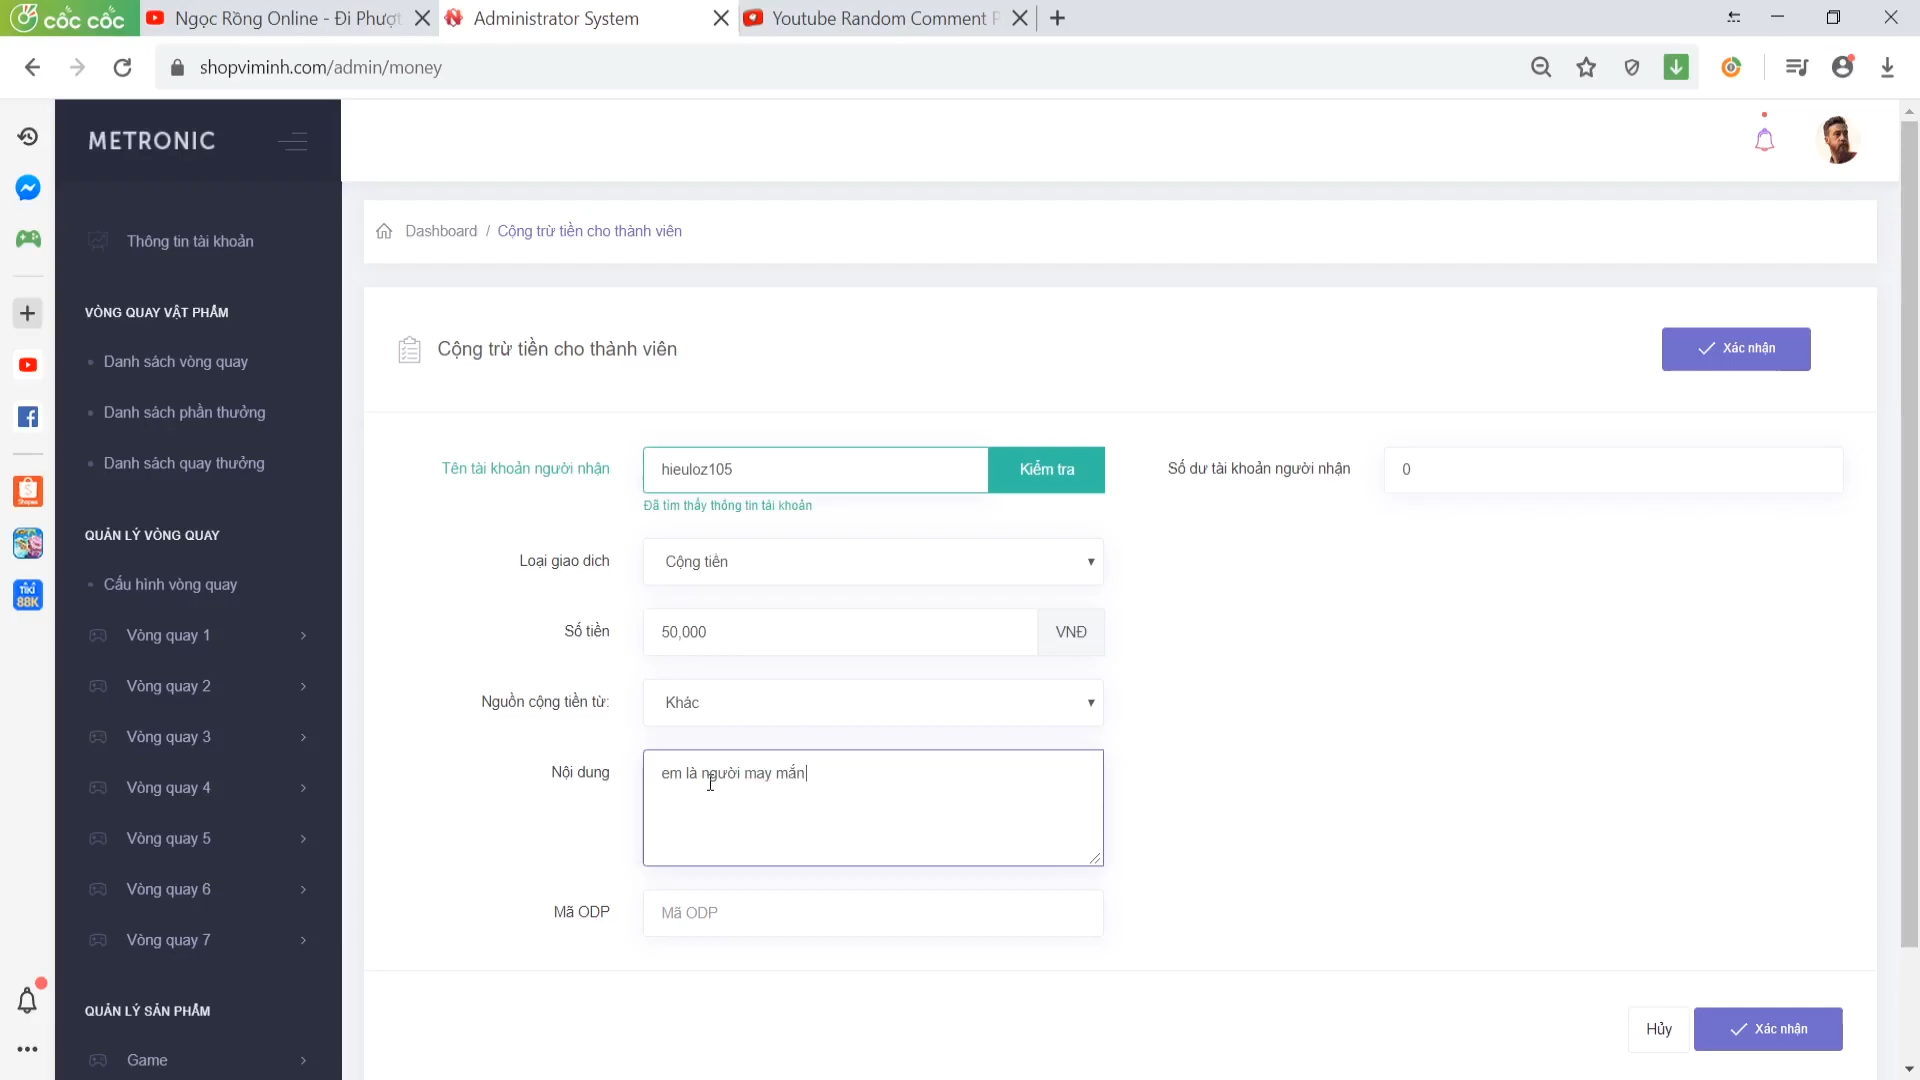 cốc cốc
Ngọc Rồng Online - Đi Phượt
Administrator System
Youtube Random Comment P
shopviminh.com/admin/money
METRONIC
Thông tin tài khoản
VÒNG QUAY VẬT PHẨM
Danh sách vòng quay
Danh sách phần thưởng
Danh sách quay thưởng
QUẢN LÝ VÒNG QUAY
Cấu hình vòng quay
Vòng quay 1
Vòng quay 2
Vòng quay 3
Vòng quay 4
Vòng quay 5
Vòng quay 6
Vòng quay 7
QUẢN LÝ SẢN PHẨM
Game
Shopee
TIKI
88K
Dashboard / Cộng trừ tiền cho thành viên
Cộng trừ tiền cho thành viên
Xác nhận
Tên tài khoản người nhận
hieuloz105
Kiểm tra
Số dư tài khoản người nhận
0
Đã tìm thấy thông tin tài khoản
Loại giao dich
Cộng tiền
Số tiền
50,000
VNĐ
Nguồn cộng tiền từ:
Khác
Nội dung
em là người may mắn
Mã ODP
Mã ODP
Hủy
Xác nhận